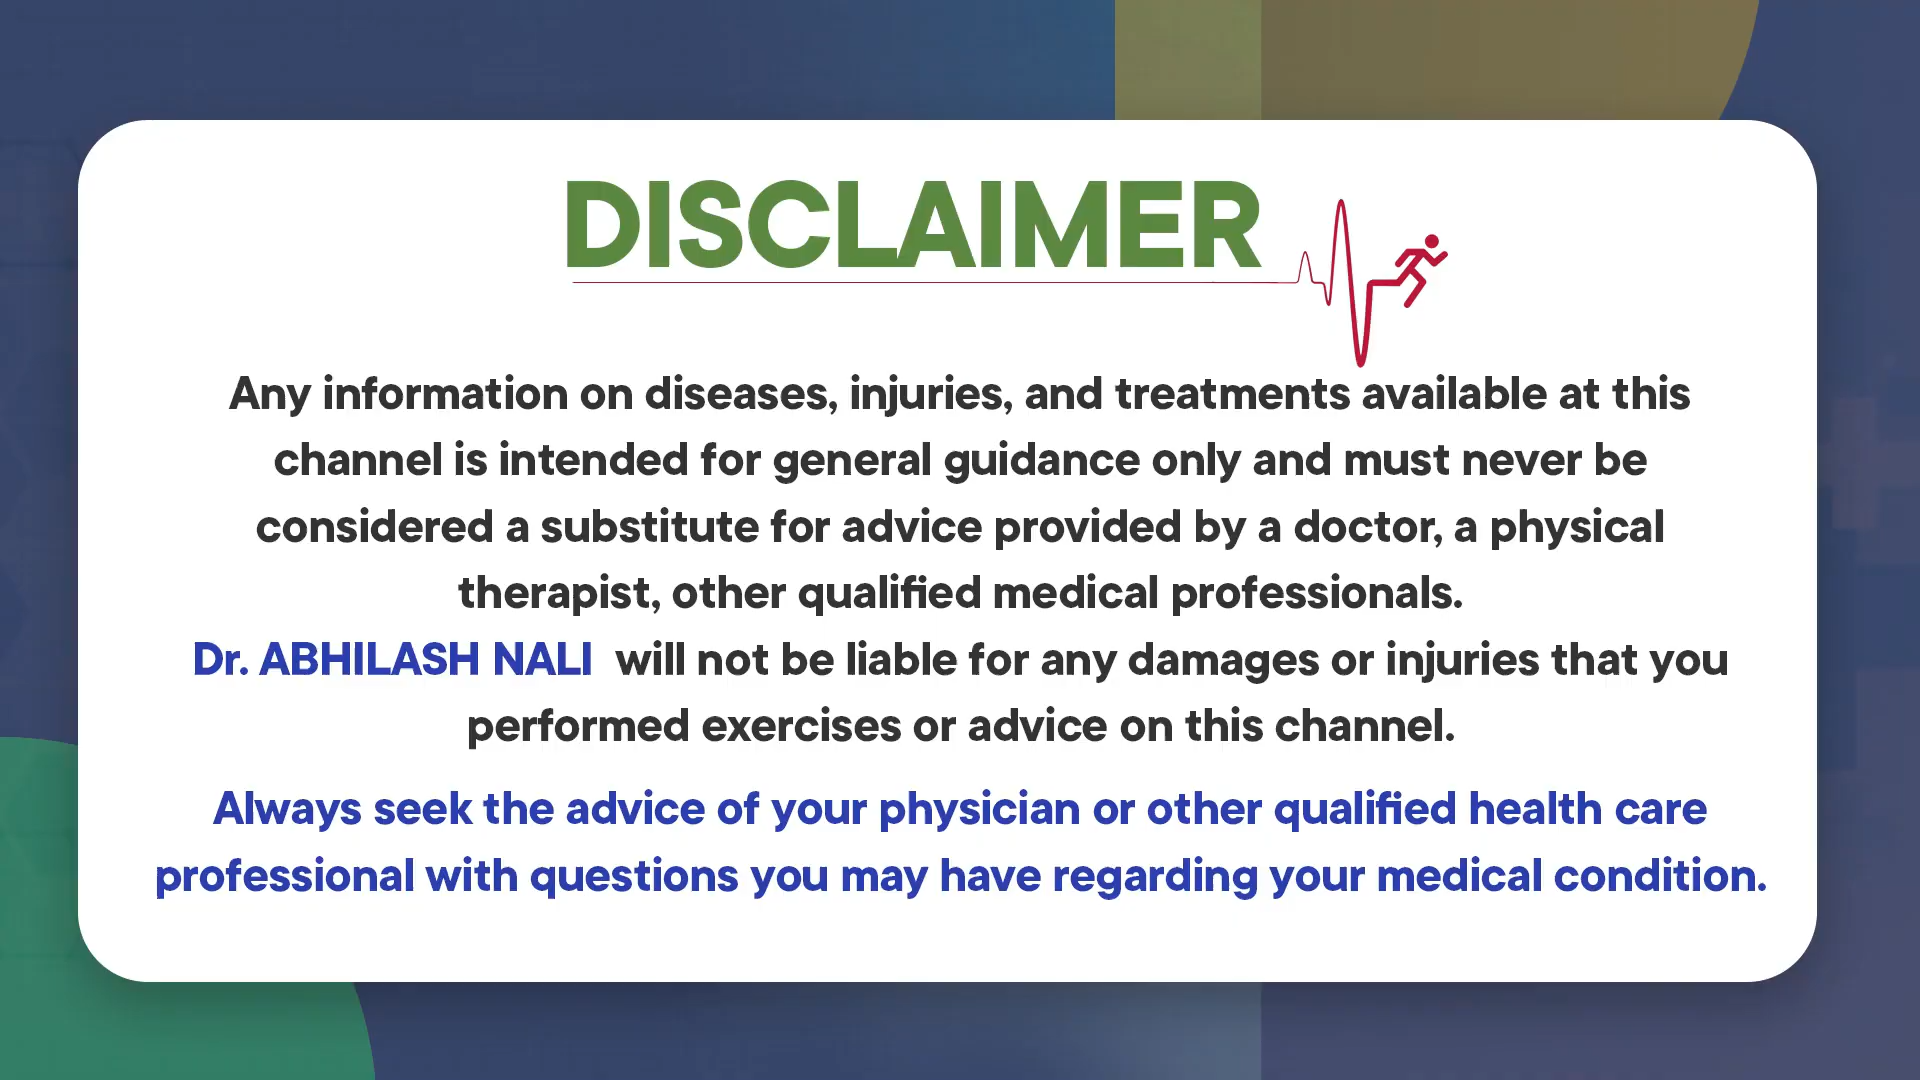 DISCLAIMER
Any information on diseases, injuries, and treatments available at this
channel is intended for general guidance only and must never be
considered a substitute for advice provided by a doctor, a physical
therapist, other qualified medical professionals.
Dr. ABHILASH NALI will not be liable for any damages or injuries that you
performed exercises or advice on this channel.
Always seek the advice of your physician or other qualified health care
professional with questions you may have regarding your medical condition.